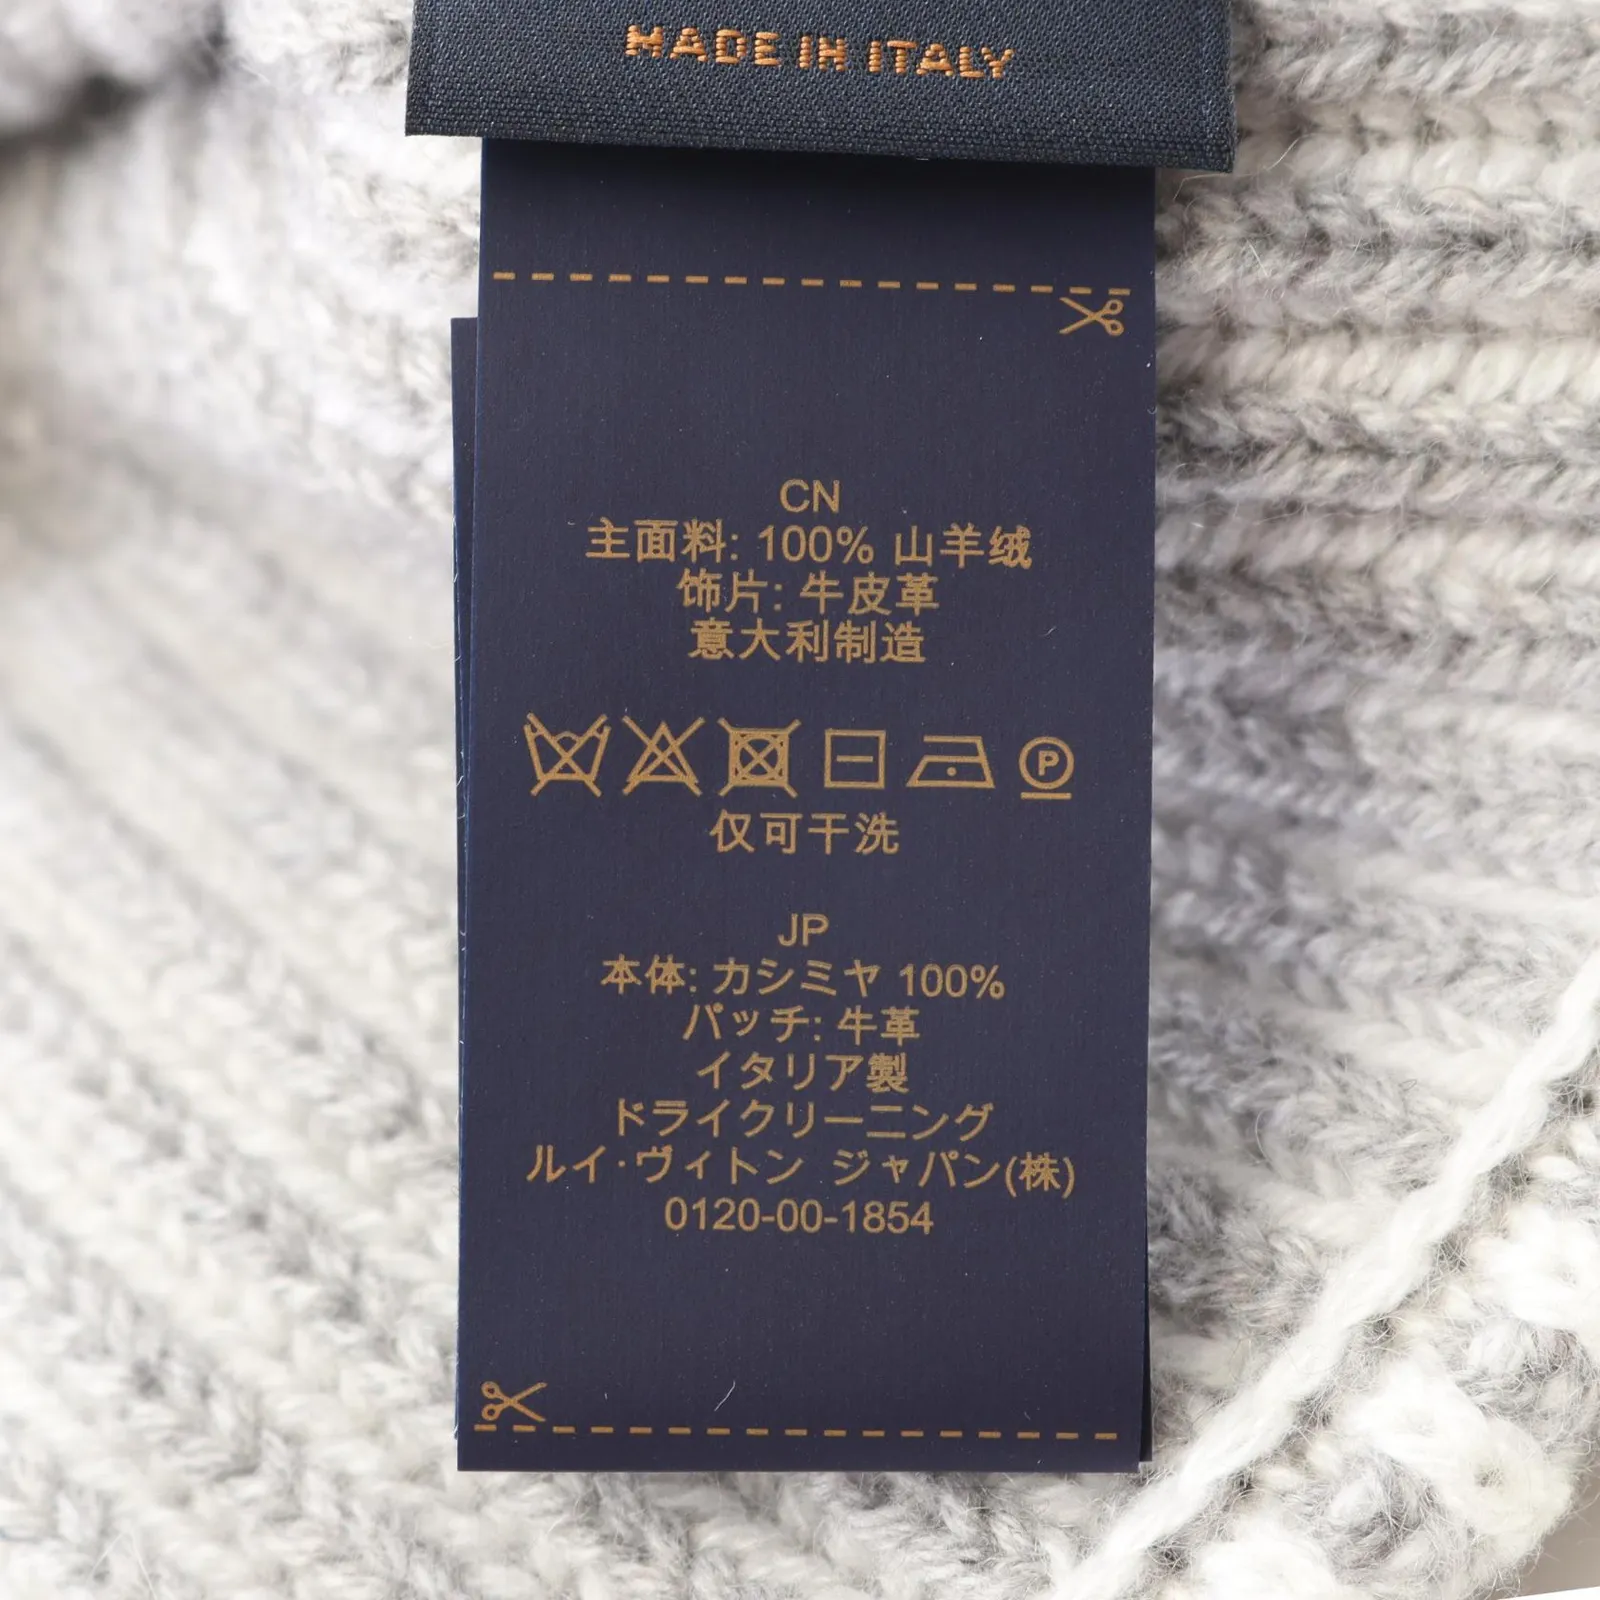 MADE IN ITALY
CN
主面料: 100% 山羊绒
饰片: 牛皮革
意大利制造
P
仅可干洗
JP
本体: カシミヤ 100%
パッチ: 牛革
イタリア製
ドライクリーニング
ルイ·ヴィトン ジャパン(株)
0120-00-1854